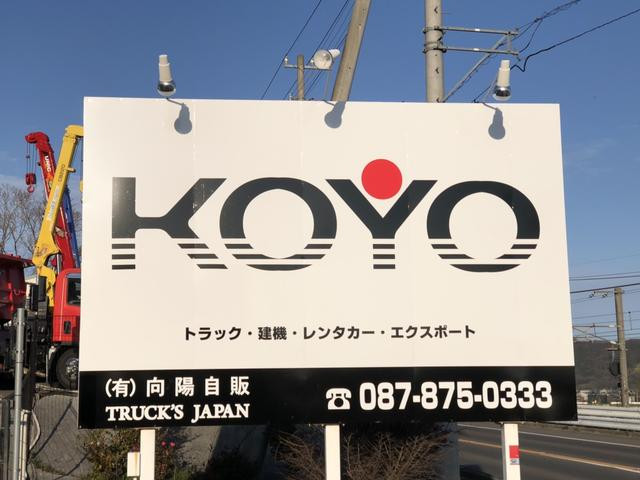 KOYO
トラック・建機・レンタカー・エクスポート
(有)向陽自販
TRUCK'S JAPAN
☎ 087-875-0333